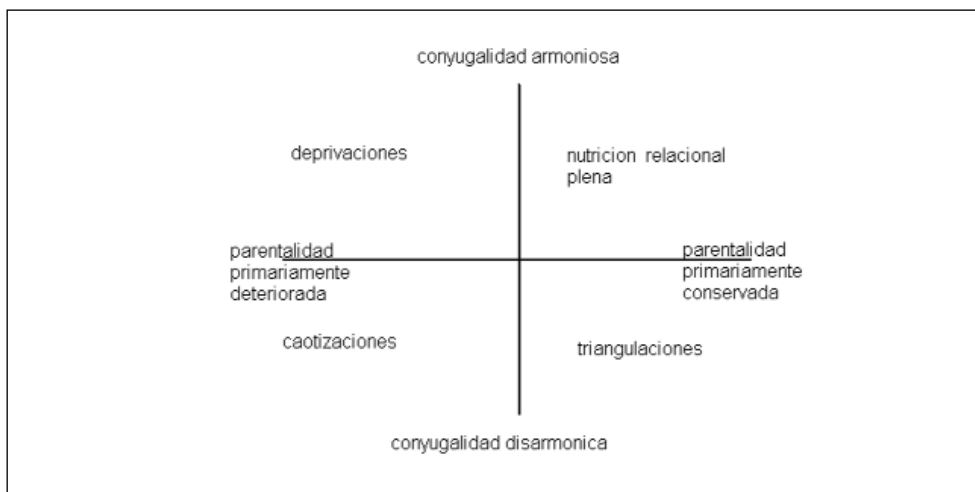 conyugalidad armoniosa
deprivaciones
nutricion relacional
plena
parentalidad
primariamente
deteriorada
parentalidad
primariamente
conservada
caotizaciones
triangulaciones
conyugalidad disarmonica